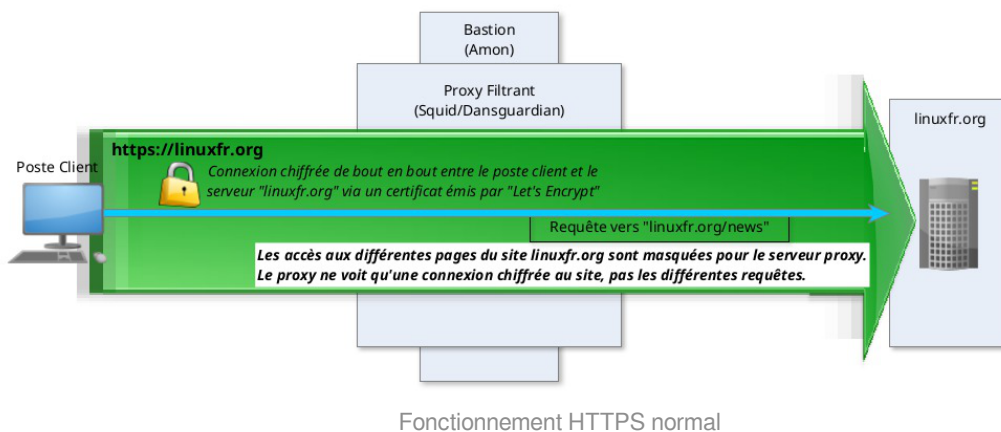 Bastion
(Amon)
Proxy Filtrant
(Squid/Dansguardian)
linuxfr.org
https://linuxfr.org
Poste Client
Connexion chiffrée de bout en bout entre le poste client et le
serveur "linuxfr.org" via un certificat émis par "Let's Encrypt"
Requête vers "linuxfr.org/news"
Les accès aux différentes pages du site linuxfr.org sont masquées pour le serveur proxy.
Le proxy ne voit qu'une connexion chiffrée au site, pas les différentes requêtes.
Fonctionnement HTTPS normal